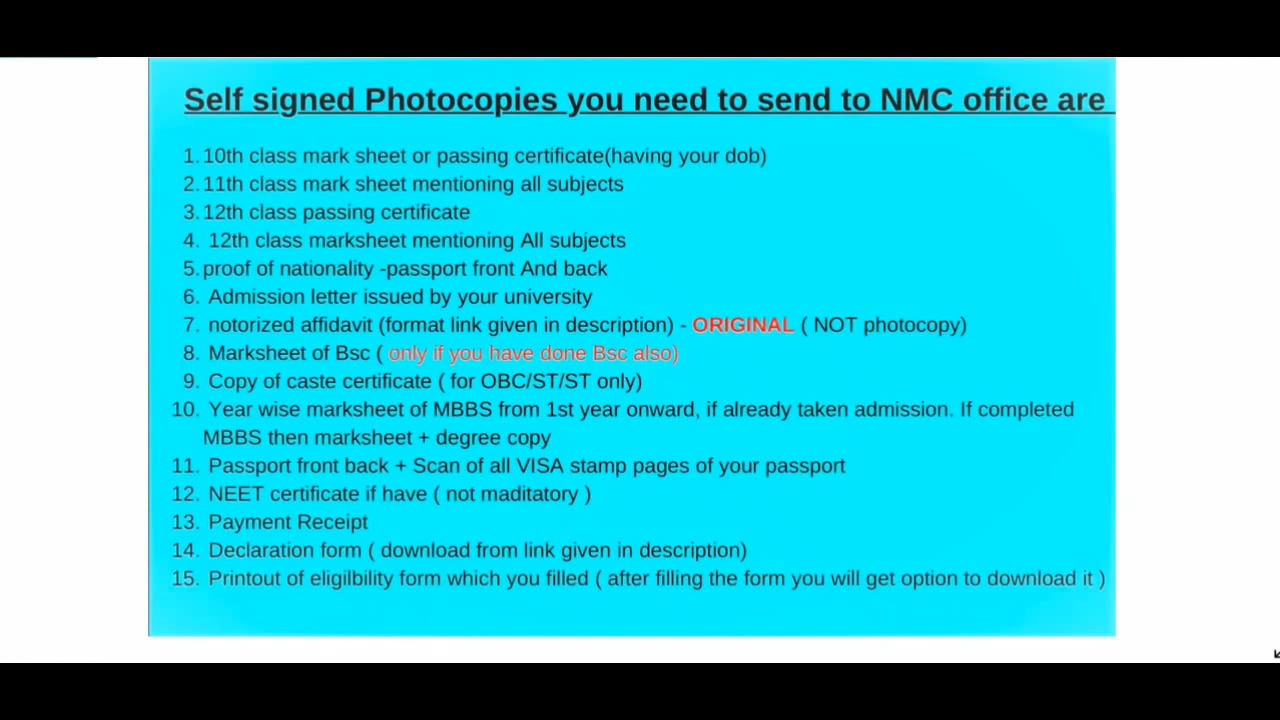 Self signed Photocopies you need to send to NMC office are
1. 10th class mark sheet or passing certificate(having your dob)
2. 11th class mark sheet mentioning all subjects
3. 12th class passing certificate
4. 12th class marksheet mentioning All subjects
5. proof of nationality -passport front And back
6. Admission letter issued by your university
7. notorized affidavit (format link given in description) - ORIGINAL ( NOT photocopy)
8. Marksheet of Bsc ( only if you have done Bsc also)
9. Copy of caste certificate ( for OBC/ST/ST only)
10. Year wise marksheet of MBBS from 1st year onward, if already taken admission. If completed
MBBS then marksheet + degree copy
11. Passport front back + Scan of all VISA stamp pages of your passport
12. NEET certificate if have ( not maditatory )
13. Payment Receipt
14. Declaration form ( download from link given in description)
15. Printout of eligilbility form which you filled ( after filling the form you will get option to download it )